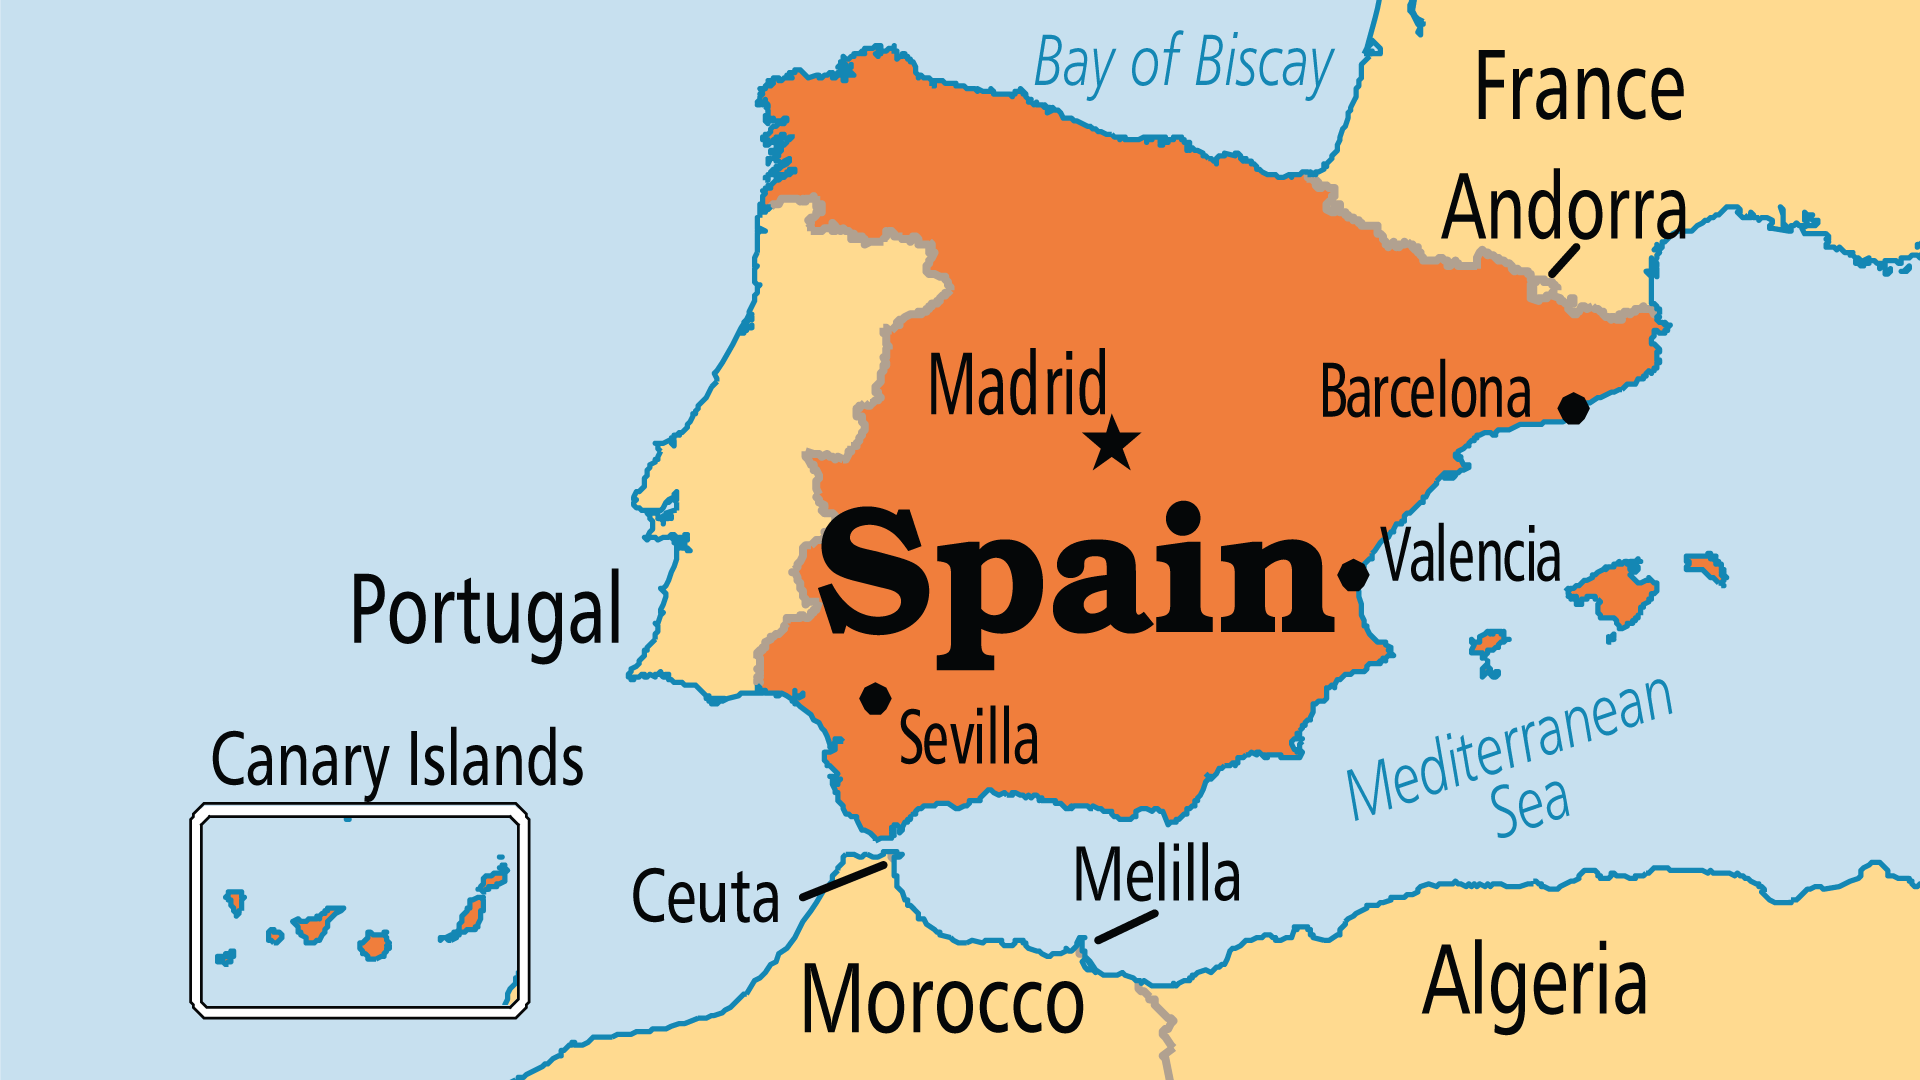 Bay of Biscay
France
Andorra
Madrid
Barcelona
Spain
Valencia
Portugal
Sevilla
Mediterranean
Sea
Canary Islands
Ceuta
Melilla
Morocco
Algeria